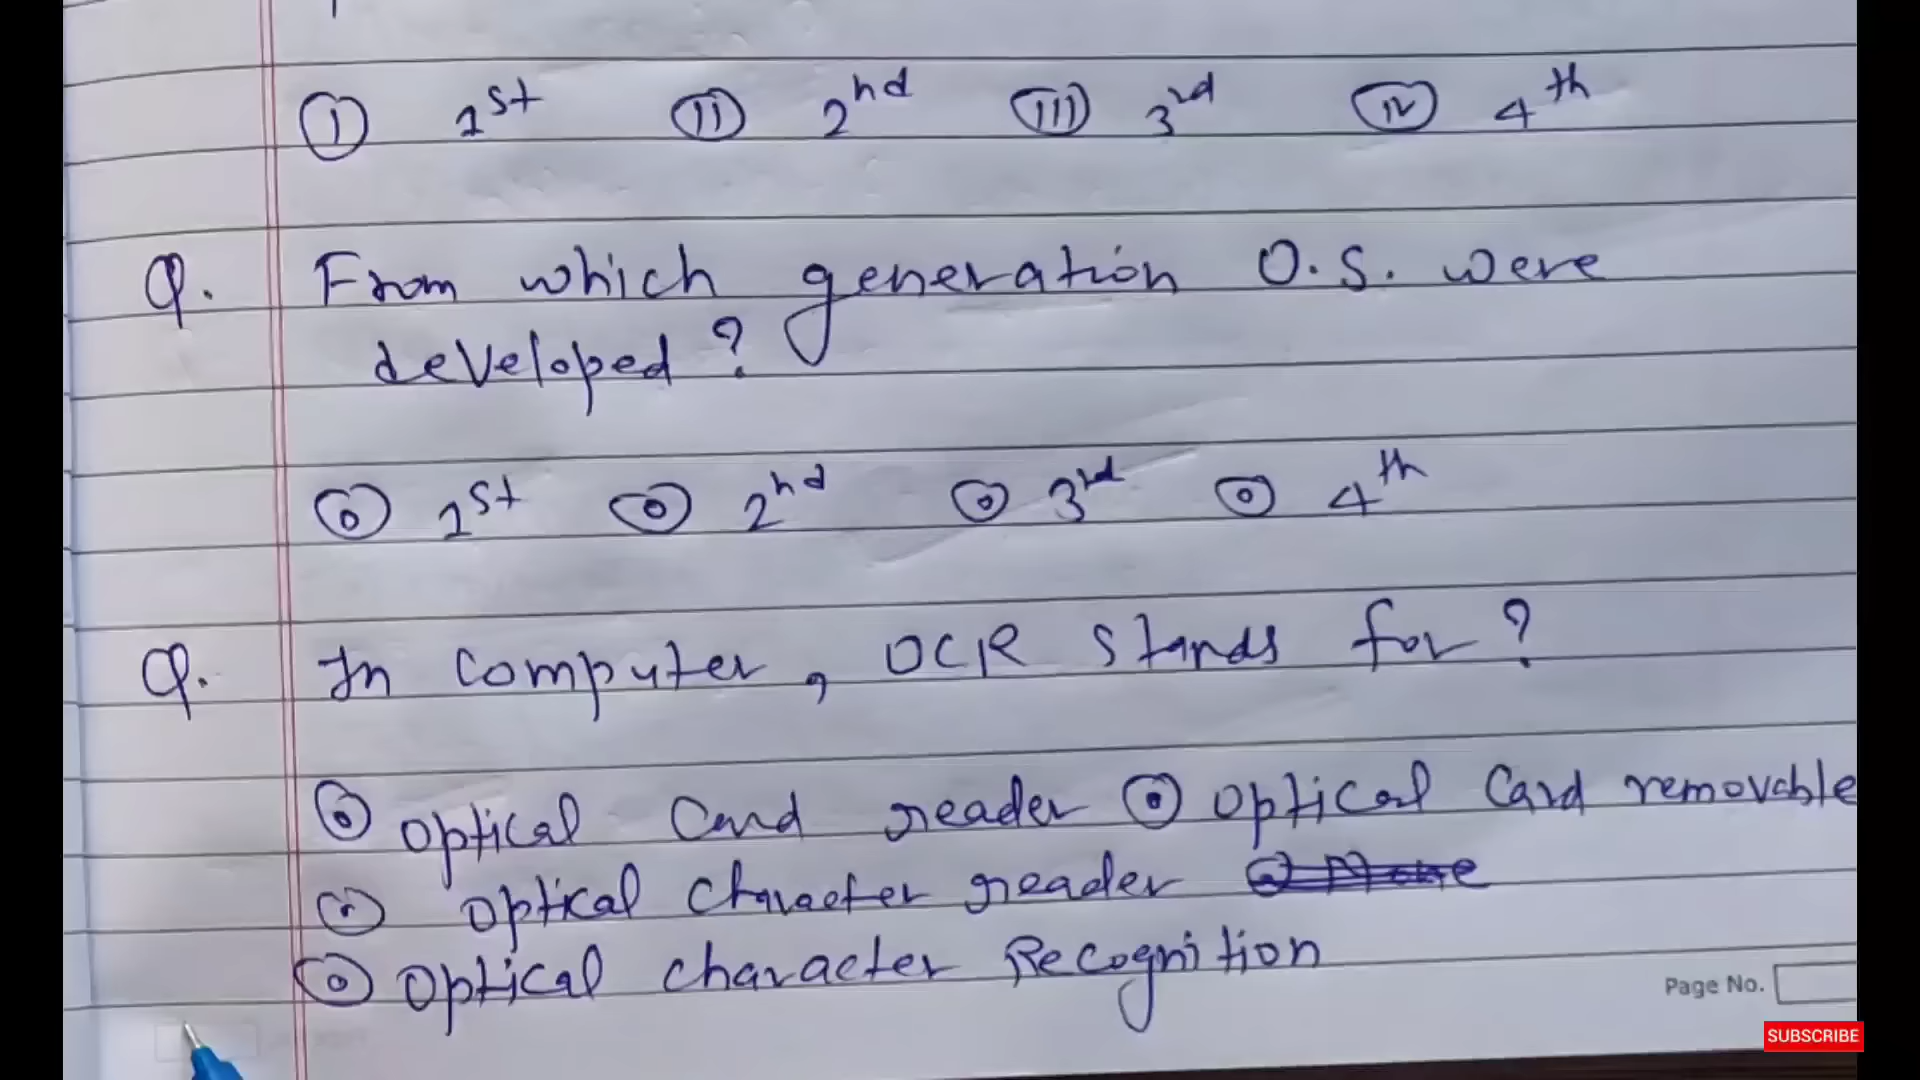 I 1st II 2nd III 3rd IV 4th
Q. From which generation O.S. were
developed ?
1st 2nd 3rd 4th
Q. In Computer, OCR stands for ?
Optical Card reader Optical Card removable
Optical Character reader None
Optical character Recognition
Page No.
SUBSCRIBE